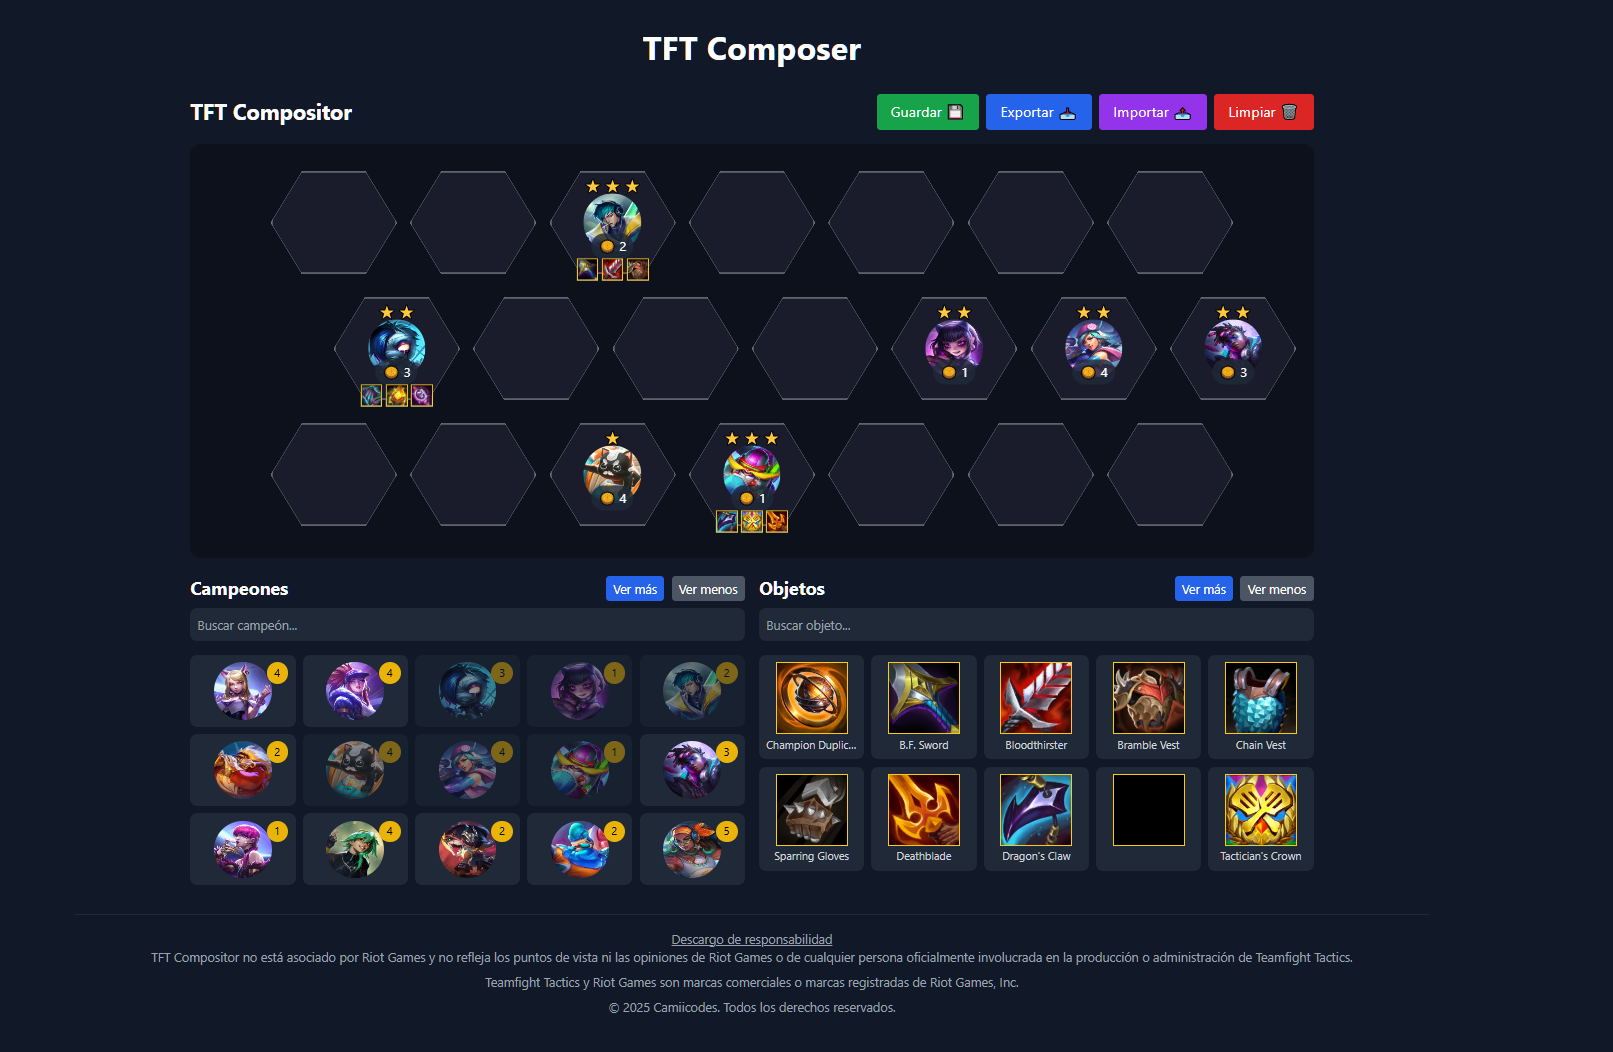 TFT Composer
TFT Compositor
Guardar
Exportar
Importar
Limpiar
2
3
1
4
3
4
1
Campeones
Ver más
Ver menos
Buscar campeón...
4
4
3
1
2
2
4
4
1
3
1
4
2
2
5
Objetos
Ver más
Ver menos
Buscar objeto...
Champion Duplic...
B.F. Sword
Bloodthirster
Bramble Vest
Chain Vest
Sparring Gloves
Deathblade
Dragon's Claw
Tactician's Crown
Descargo de responsabilidad
TFT Compositor no está asociado por Riot Games y no refleja los puntos de vista ni las opiniones de Riot Games o de cualquier persona oficialmente involucrada en la producción o administración de Teamfight Tactics.
Teamfight Tactics y Riot Games son marcas comerciales o marcas registradas de Riot Games, Inc.
© 2025 Camiicodes. Todos los derechos reservados.